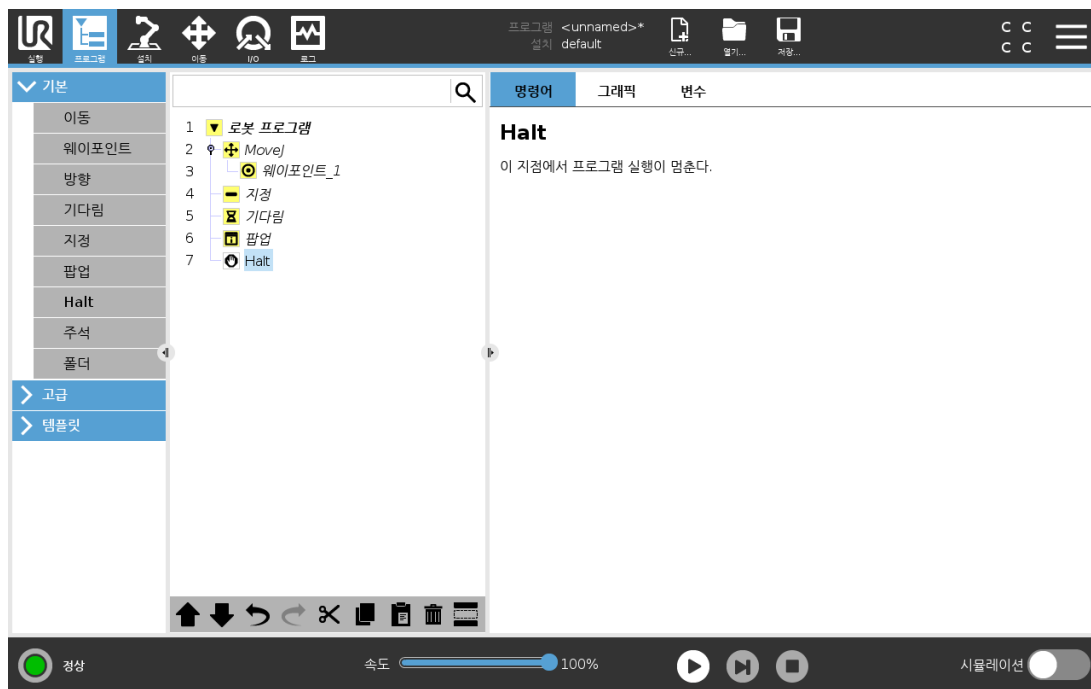 UR
프로그램 <unnamed>*
설치 default
C C
C C
실행 프로그램 설치 이동 I/O 로그 신규... 열기... 저장...
기본
이동
웨이포인트
방향
기다림
지정
팝업
Halt
주석
폴더
고급
템플릿
1 로봇 프로그램
2 MoveJ
3 웨이포인트_1
4 지정
5 기다림
6 팝업
7 Halt
명령어 그래픽 변수
Halt
이 지점에서 프로그램 실행이 멈춘다.
정상 속도 100% 시뮬레이션